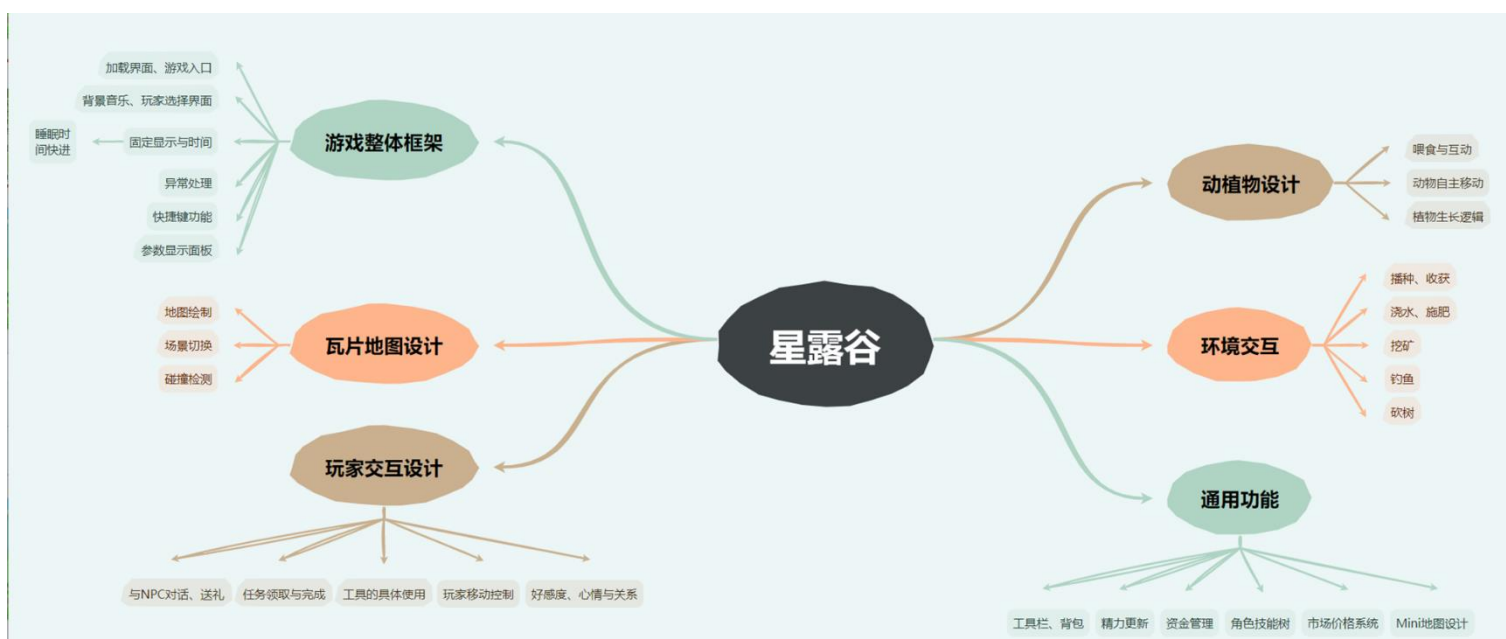 星露谷
游戏整体框架
加载界面、游戏入口
背景音乐、玩家选择界面
固定显示与时间
睡眠时
间快进
异常处理
快捷键功能
参数显示面板
瓦片地图设计
地图绘制
场景切换
碰撞检测
玩家交互设计
与NPC对话、送礼
任务领取与完成
工具的具体使用
玩家移动控制
好感度、心情与关系
动植物设计
喂食与互动
动物自主移动
植物生长逻辑
环境交互
播种、收获
浇水、施肥
挖矿
钓鱼
砍树
通用功能
工具栏、背包
精力更新
资金管理
角色技能树
市场价格系统
Mini地图设计